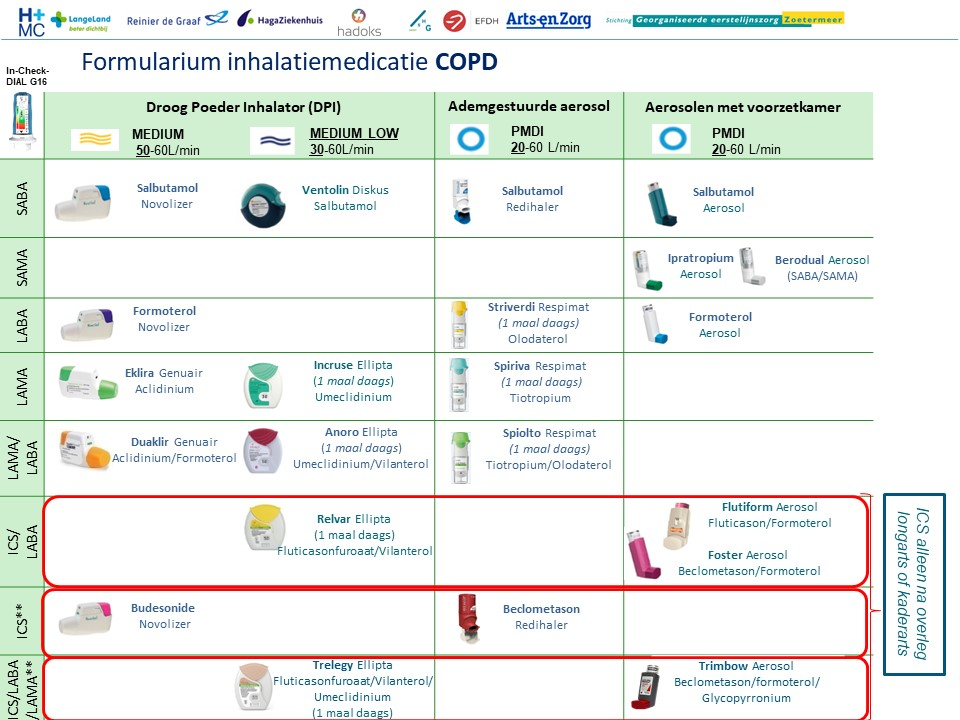 H+
MC
LangeLand
beter dichtbij
Reinier de Graaf
HagaZiekenhuis
hadoks
H
G
EFDH
Arts en Zorg
Stichting Georganiseerde eerstelijnszorg Zoetermeer
In-Check-
DIAL G16
Formularium inhalatiemedicatie COPD
Droog Poeder Inhalator (DPI)
Ademgestuurde aerosol
Aerosolen met voorzetkamer
MEDIUM
50-60L/min
MEDIUM LOW
30-60L/min
PMDI
20-60 L/min
PMDI
20-60 L/min
SABA
Salbutamol
Novolizer
Ventolin Diskus
Salbutamol
Salbutamol
Redihaler
Salbutamol
Aerosol
SAMA
Ipratropium
Aerosol
Berodual Aerosol
(SABA/SAMA)
LABA
Formoterol
Novolizer
Striverdi Respimat
(1 maal daags)
Olodaterol
Formoterol
Aerosol
LAMA
Eklira Genuair
Aclidinium
Incruse Ellipta
(1 maal daags)
Umeclidinium
Spiriva Respimat
(1 maal daags)
Tiotropium
LAMA/
LABA
Duaklir Genuair
Aclidinium/Formoterol
Anoro Ellipta
(1 maal daags)
Umeclidinium/Vilanterol
Spiolto Respimat
(1 maal daags)
Tiotropium/Olodaterol
ICS/
LABA
Relvar Ellipta
(1 maal daags)
Fluticasonfuroaat/Vilanterol
Flutiform Aerosol
Fluticason/Formoterol
Foster Aerosol
Beclometason/Formoterol
ICS**
Budesonide
Novolizer
Beclometason
Redihaler
ICS/LABA
/LAMA**
Trelegy Ellipta
Fluticasonfuroaat/Vilanterol/
Umeclidinium
(1 maal daags)
Trimbow Aerosol
Beclometason/formoterol/
Glycopyrronium
ICS alleen na overleg
longarts of kaderarts